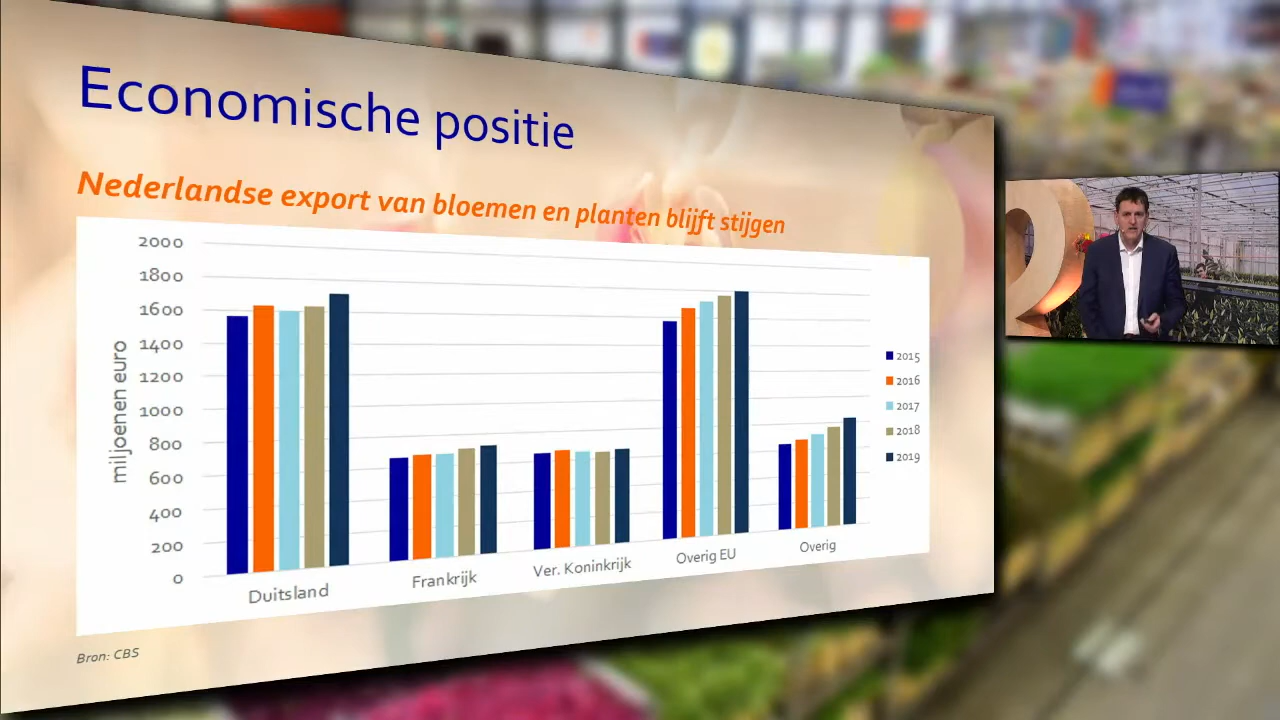 Economische positie
Nederlandse export van bloemen en planten blijft stijgen
2000
1800
1600
1400
1200
1000
800
600
400
200
0
miljoenen euro
Duitsland
Frankrijk
Ver. Koninkrijk
Overig EU
Overig
2015
2016
2017
2018
2019
Bron: CBS